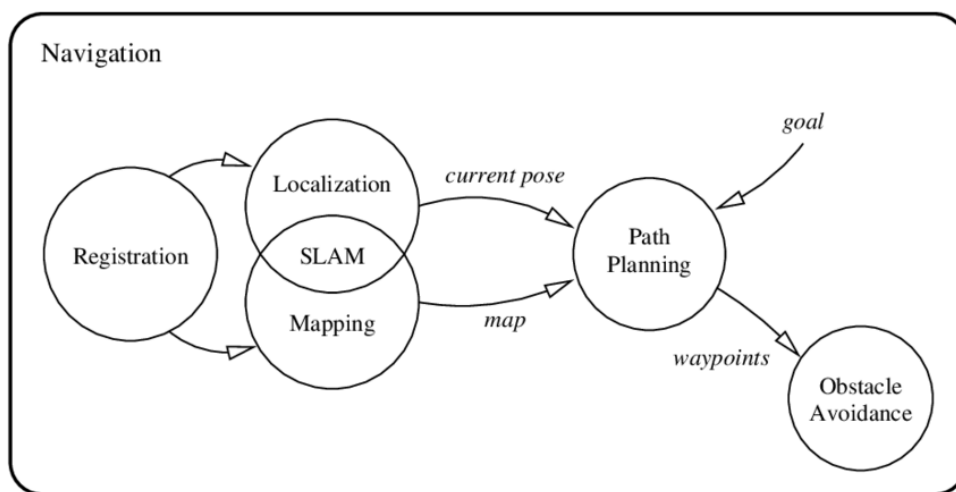 Navigation
goal
Localization
current pose
Registration
SLAM
Path
Planning
Mapping
map
waypoints
Obstacle
Avoidance